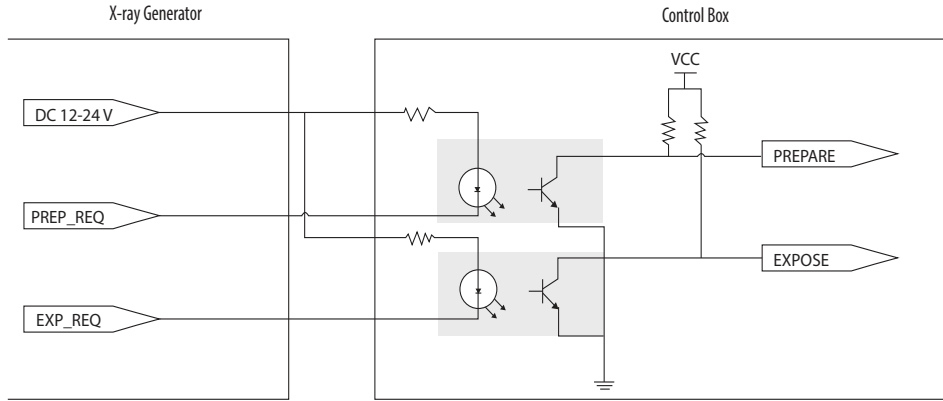 X-ray Generator
Control Box
VCC
DC 12-24 V
PREPARE
PREP_REQ
EXPOSE
EXP_REQ